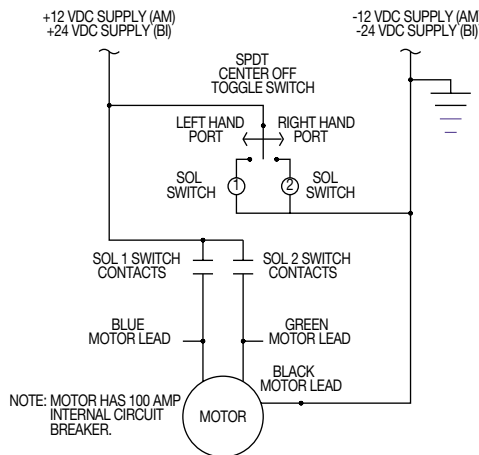 +12 VDC SUPPLY (AM)
+24 VDC SUPPLY (BI)
-12 VDC SUPPLY (AM
-24 VDC SUPPLY (BI)
SPDT
CENTER OFF
TOGGLE SWITCH
LEFT HAND
PORT
RIGHT HAND
PORT
SOL
SWITCH
1
2
SOL
SWITCH
SOL 1 SWITCH
CONTACTS
SOL 2 SWITCH
CONTACTS
BLUE
MOTOR LEAD
GREEN
MOTOR LEAD
BLACK
MOTOR LEAD
NOTE: MOTOR HAS 100 AMP
INTERNAL CIRCUIT
BREAKER.
MOTOR